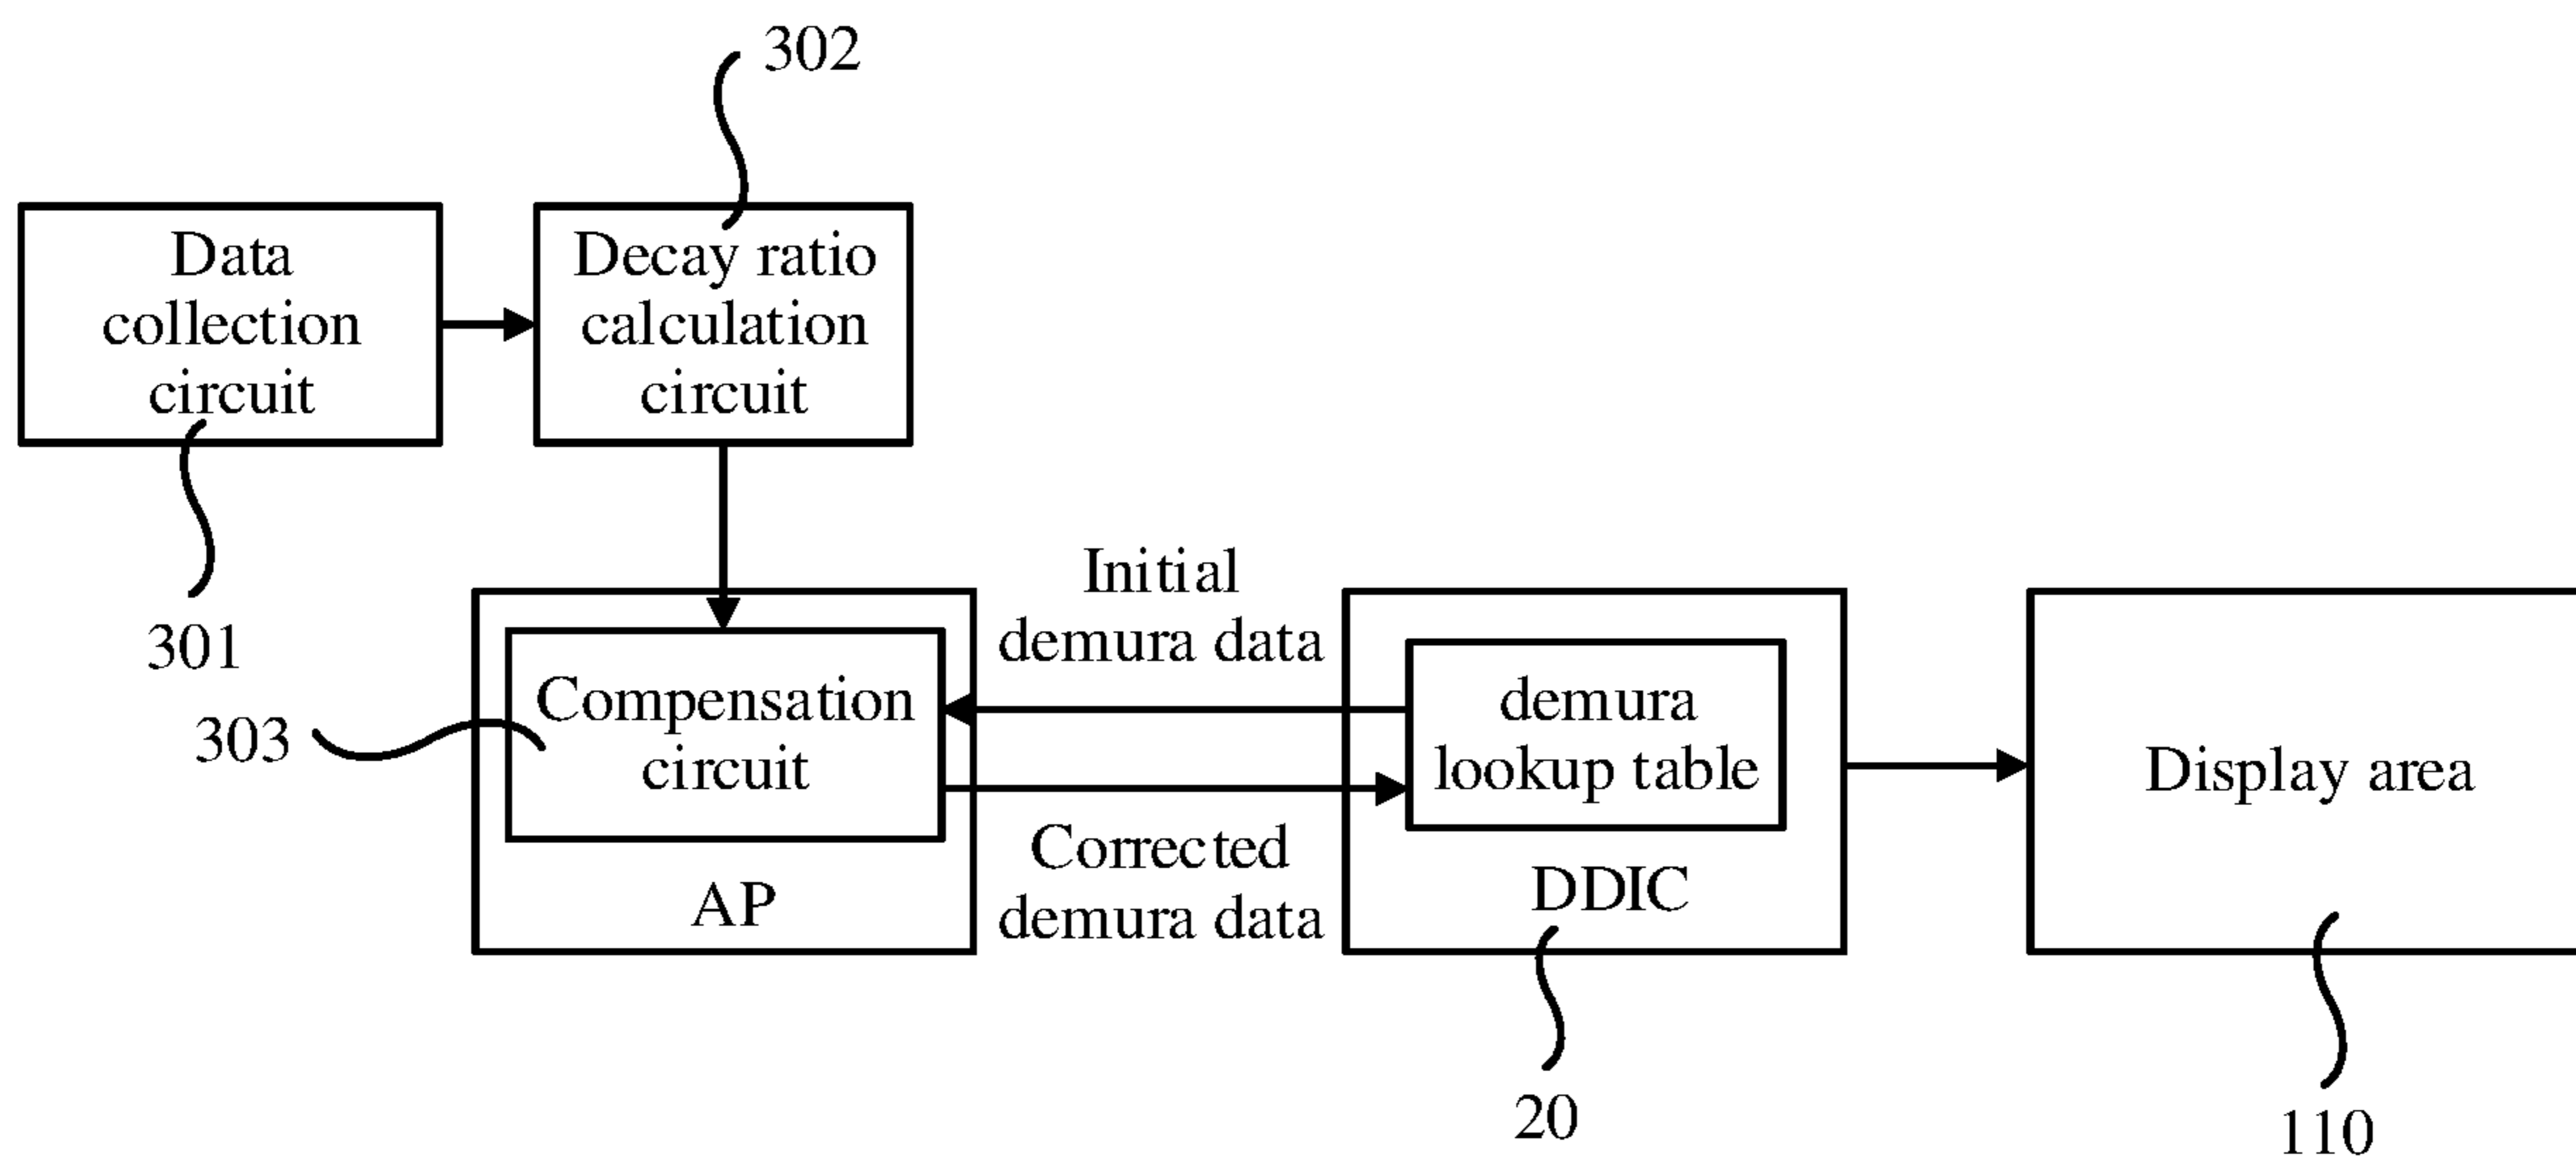 302
Data
collection
circuit
Decay ratio
calculation
circuit
301
303
Compensation
circuit
AP
Initial
demura data
Corrected
demura data
demura
lookup table
DDIC
20
Display area
110